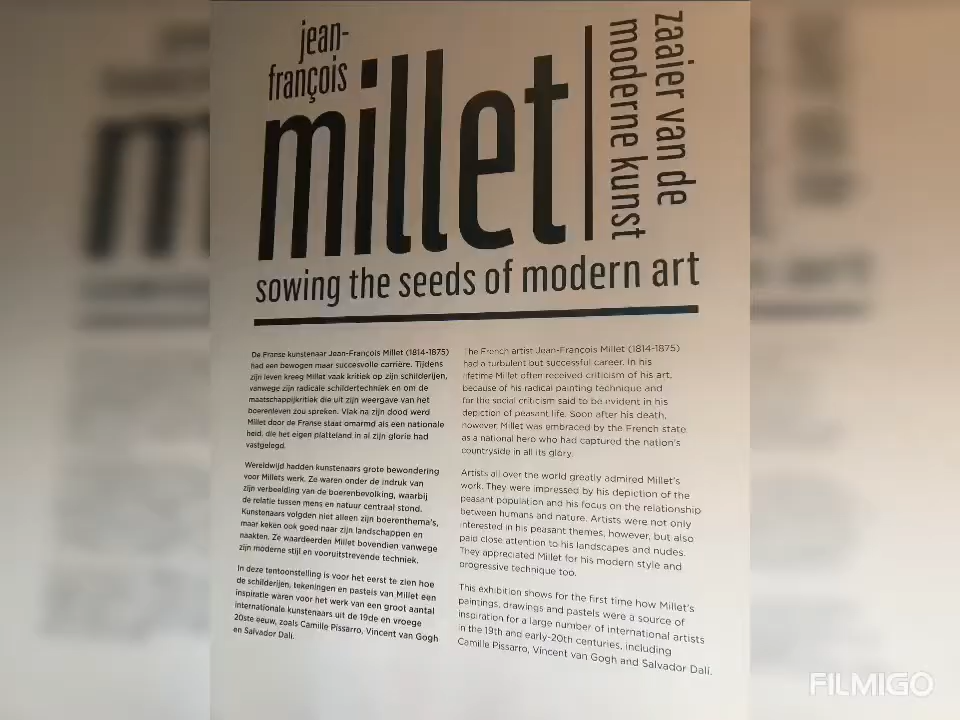 jean-
françois
millet
zaaier van de
moderne kunst
sowing the seeds of modern art
De Franse kunstenaar Jean-François Millet (1814-1875)
had een bewogen maar succesvolle carrière. Tijdens
zijn leven kreeg Millet vaak kritiek op zijn schilderijen,
vanwege zijn radicale schildertechniek en om de
maatschappijkritiek die uit zijn weergave van het
boerenleven zou spreken. Vlak na zijn dood werd
Millet door de Franse staat omarmd als een nationale
held, die het eigen platteland in al zijn glorie had
vastgelegd.
Wereldwijd hadden kunstenaars grote bewondering
voor Millets werk. Ze waren onder de indruk van
zijn verbeelding van de boerenbevolking, waarbij
de relatie tussen mens en natuur centraal stond.
Kunstenaars volgden niet alleen zijn boerenthema's,
maar keken ook goed naar zijn landschappen en
naakten. Ze waardeerden Millet bovendien vanwege
zijn moderne stijl en vooruitstrevende techniek.
In deze tentoonstelling is voor het eerst te zien hoe
de schilderijen, tekeningen en pastels van Millet een
inspiratie waren voor het werk van een groot aantal
internationale kunstenaars uit de 19de en vroege
20ste eeuw, zoals Camille Pissarro, Vincent van Gogh
en Salvador Dalí.
The French artist Jean-François Millet (1814-1875)
had a turbulent but successful career. In his
lifetime Millet often received criticism of his art,
because of his radical painting technique and
for the social criticism said to be evident in his
depiction of peasant life. Soon after his death,
however, Millet was embraced by the French state
as a national hero who had captured the nation's
countryside in all its glory.
Artists all over the world greatly admired Millet's
work. They were impressed by his depiction of the
peasant population and his focus on the relationship
between humans and nature. Artists were not only
interested in his peasant themes, however, but also
paid close attention to his landscapes and nudes.
They appreciated Millet for his modern style and
progressive technique too.
This exhibition shows for the first time how Millet's
paintings, drawings and pastels were a source of
inspiration for a large number of international artists
in the 19th and early-20th centuries, including
Camille Pissarro, Vincent van Gogh and Salvador Dalí.
FILMIGO